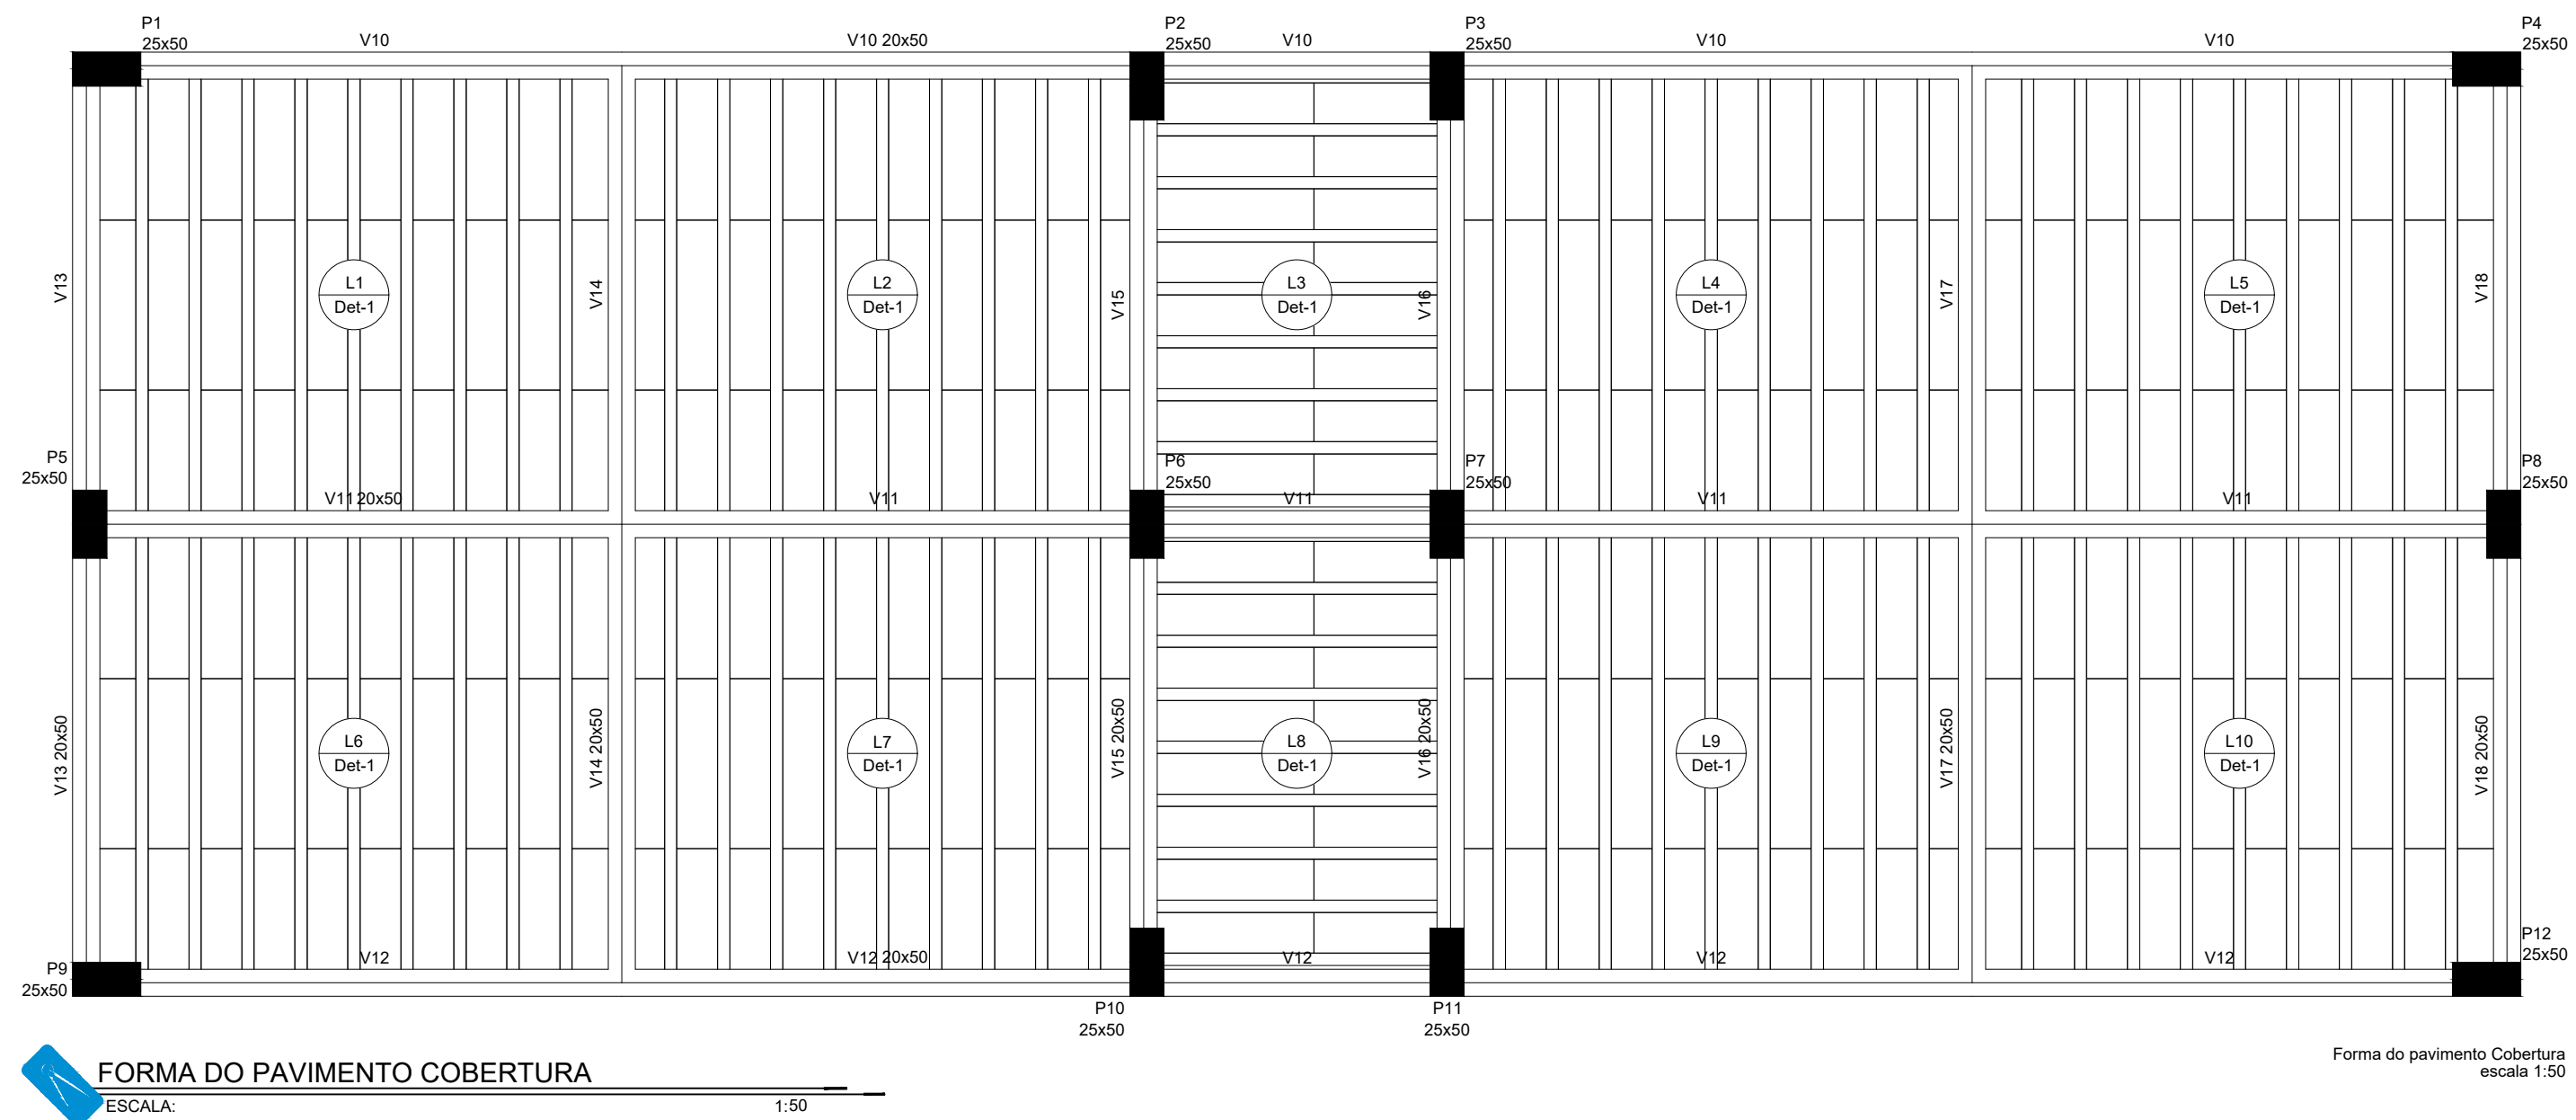 P1
25x50
V10
V10 20x50
P2
25x50
V10
P3
25x50
V10
V10
P4
25x50
V13
L1
Det-1
V14
L2
Det-1
V15
L3
Det-1
V16
L4
Det-1
V17
L5
Det-1
V18
P5
25x50
V11 20x50
V11
P6
25x50
V11
P7
25x50
V11
V11
P8
25x50
V13 20x50
L6
Det-1
V14 20x50
L7
Det-1
V15 20x50
L8
Det-1
V16 20x50
L9
Det-1
V17 20x50
L10
Det-1
V18 20x50
P9
25x50
V12
V12 20x50
P10
25x50
V12
P11
25x50
V12
V12
P12
25x50
FORMA DO PAVIMENTO COBERTURA
ESCALA: 1:50
Forma do pavimento Cobertura
escala 1:50